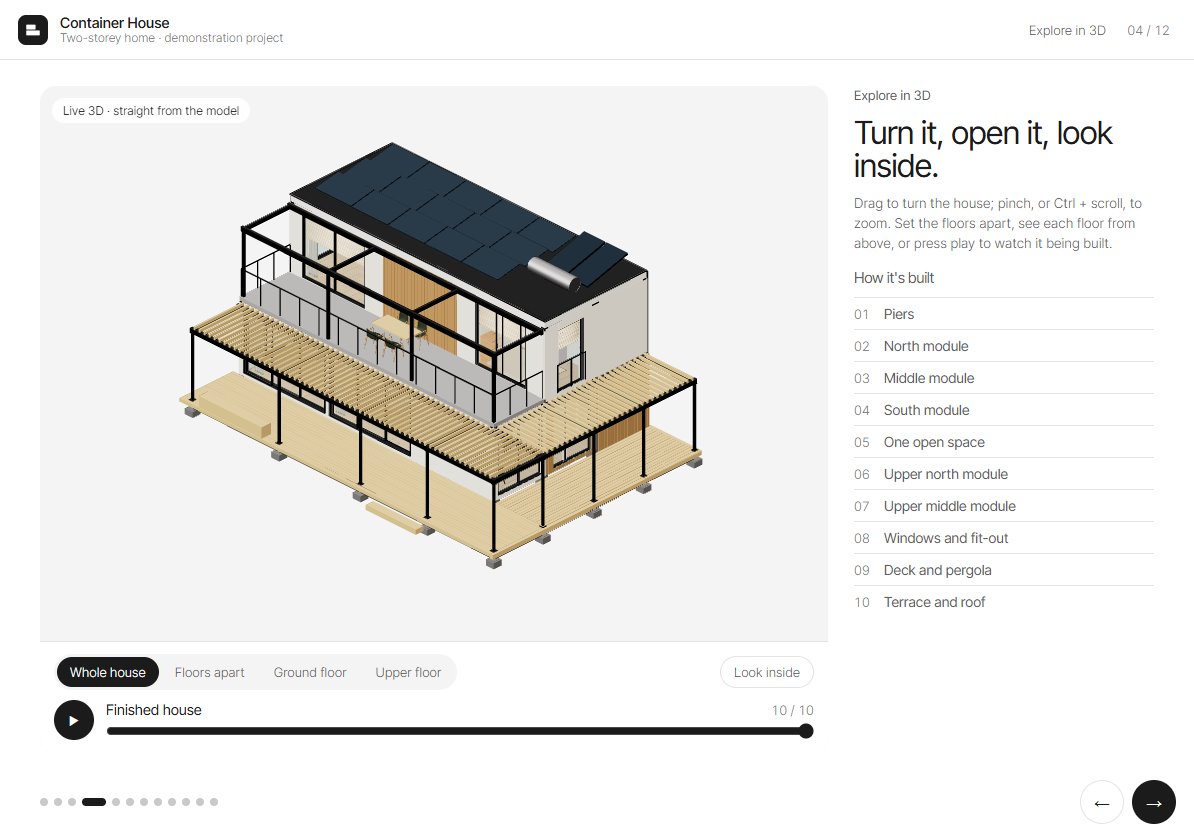 Container House
Two-storey home · demonstration project
Explore in 3D
04 / 12
Live 3D · straight from the model
Explore in 3D
Turn it, open it, look
inside.
Drag to turn the house; pinch, or Ctrl + scroll, to
zoom. Set the floors apart, see each floor from
above, or press play to watch it being built.
How it's built
01 Piers
02 North module
03 Middle module
04 South module
05 One open space
06 Upper north module
07 Upper middle module
08 Windows and fit-out
09 Deck and pergola
10 Terrace and roof
Whole house
Floors apart
Ground floor
Upper floor
Look inside
Finished house
10 / 10